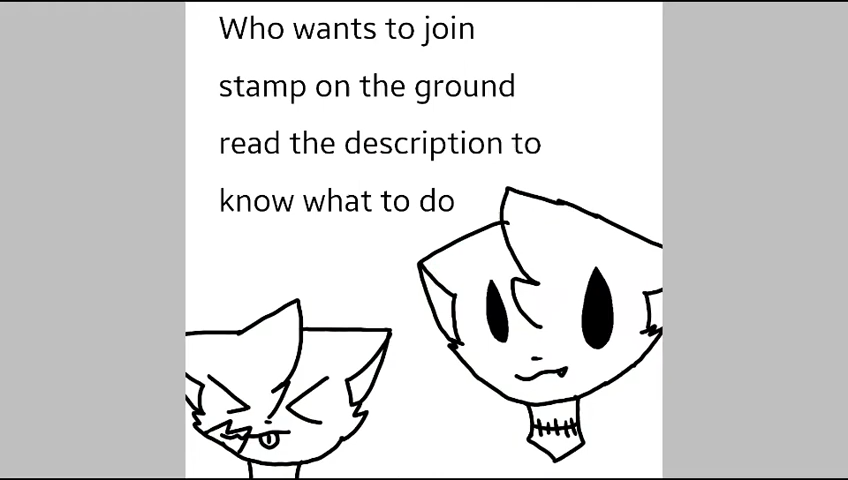 Who wants to join
stamp on the ground
read the description to
know what to do